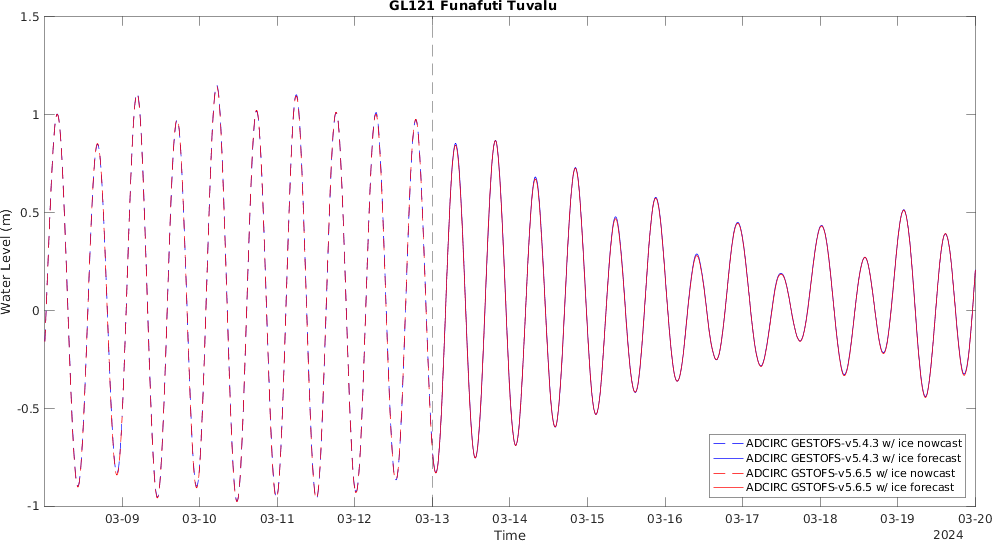 GL121 Funafuti Tuvalu
1.5
1
0.5
0
-0.5
-1
Water Level (m)
ADCIRC GESTOFS-v5.4.3 w/ ice nowcast
ADCIRC GESTOFS-v5.4.3 w/ ice forecast
ADCIRC GSTOFS-v5.6.5 w/ ice nowcast
ADCIRC GSTOFS-v5.6.5 w/ ice forecast
03-09 03-10 03-11 03-12 03-13 03-14 03-15 03-16 03-17 03-18 03-19 03-20
Time
2024